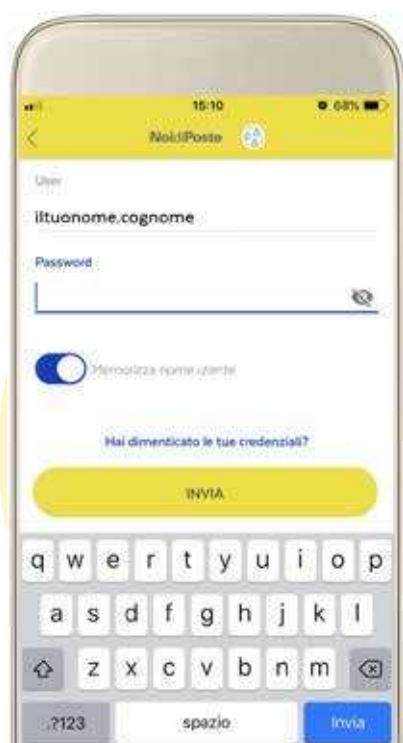 15:10 68%
NoidiPoste
User
iltuonome.cognome
Password
Memorizza nome utente
Hai dimenticato le tue credenziali?
INVIA
q w e r t y u i o p
a s d f g h j k l
z x c v b n m
.?123 spazio Invia